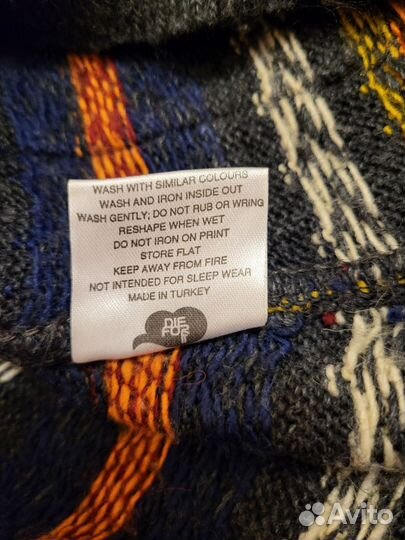 WASH WITH SIMILAR COLOURS
WASH AND IRON INSIDE OUT
WASH GENTLY; DO NOT RUB OR WRING
RESHAPE WHEN WET
DO NOT IRON ON PRINT
STORE FLAT
KEEP AWAY FROM FIRE
NOT INTENDED FOR SLEEP WEAR
MADE IN TURKEY
DIE
FOR
Avito